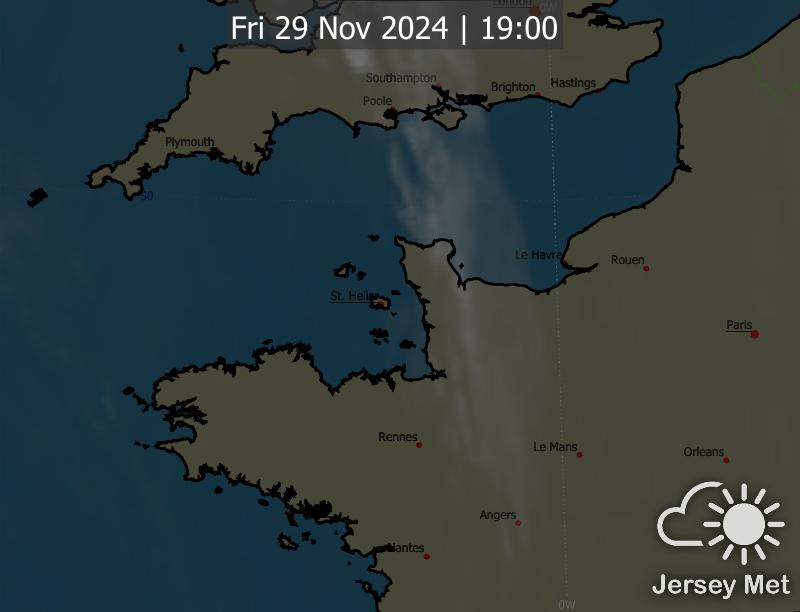 London
0W
Fri 29 Nov 2024 | 19:00
Southampton
Brighton
Hastings
Poole
Plymouth
50
Le Havre
Rouen
St. Helier
Paris
Rennes
Le Mans
Orleans
Angers
Nantes
Jersey Met
0W